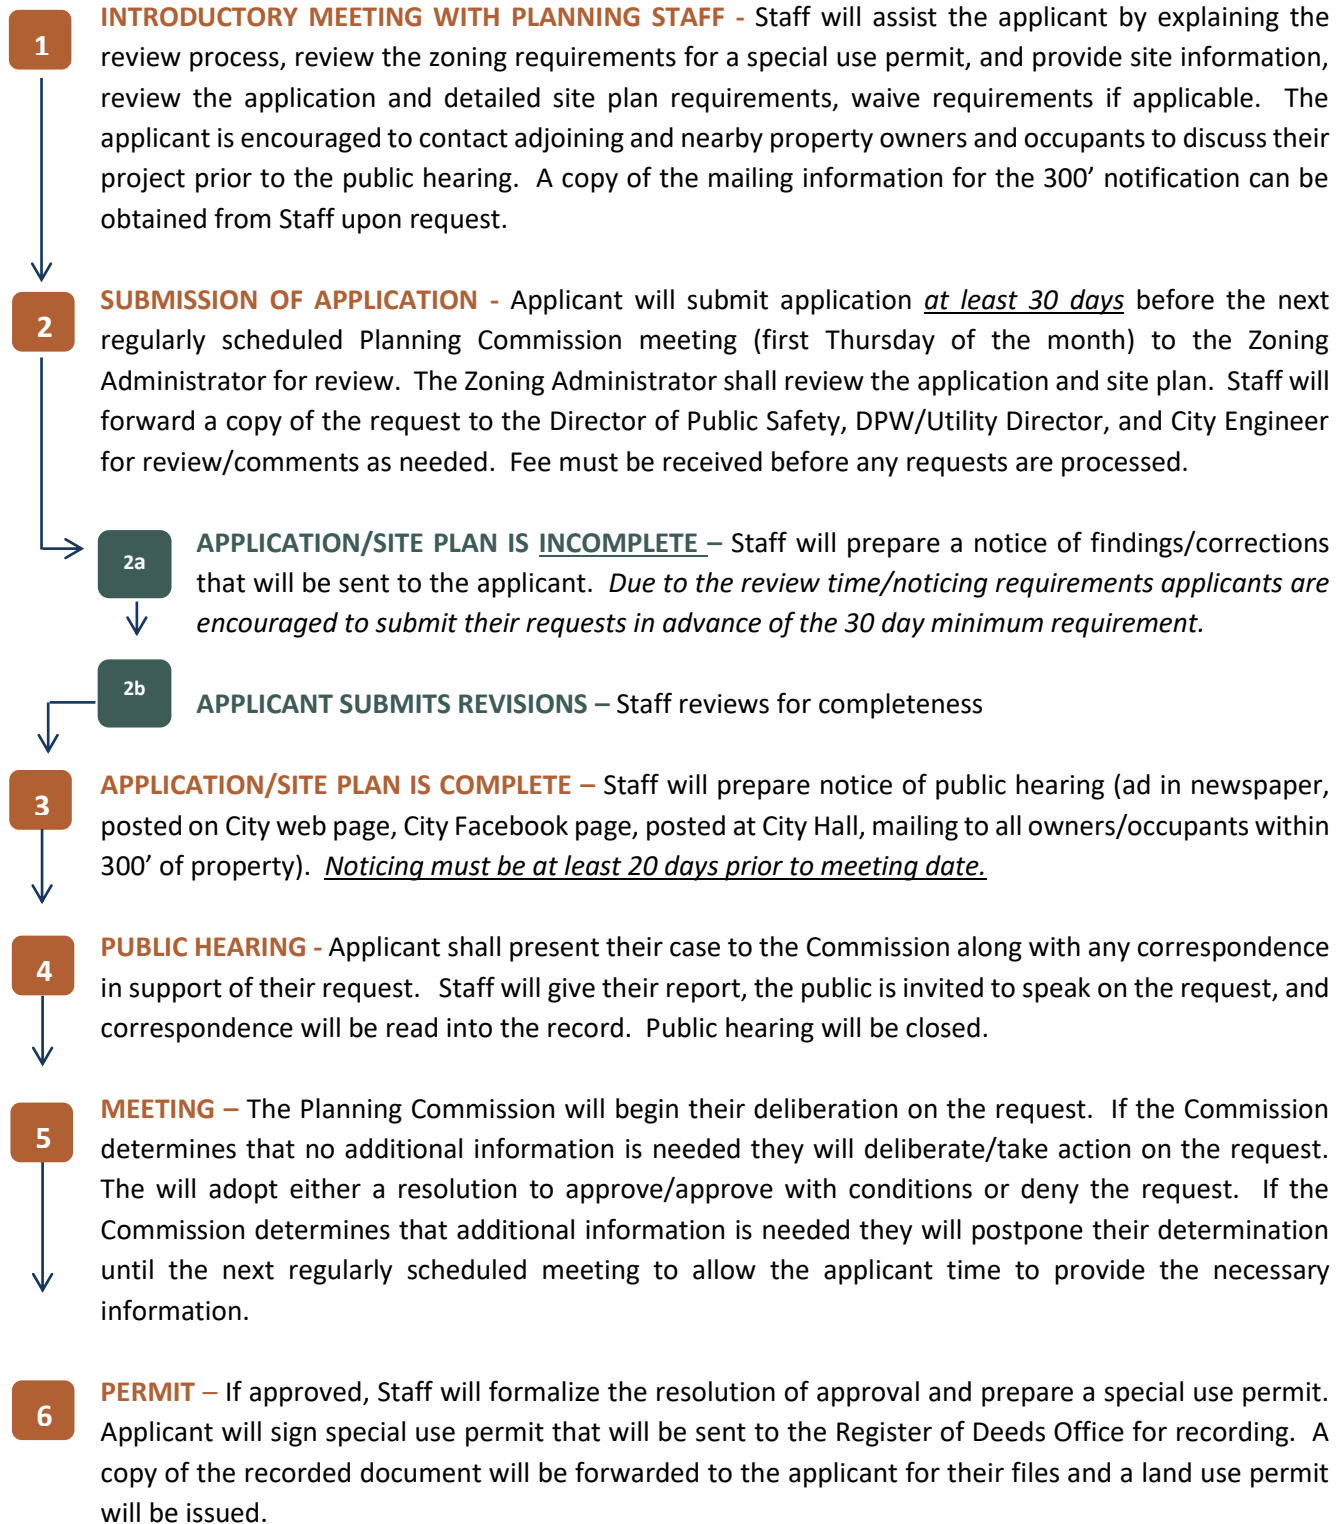 1
INTRODUCTORY MEETING WITH PLANNING STAFF - Staff will assist the applicant by explaining the
review process, review the zoning requirements for a special use permit, and provide site information,
review the application and detailed site plan requirements, waive requirements if applicable. The
applicant is encouraged to contact adjoining and nearby property owners and occupants to discuss their
project prior to the public hearing. A copy of the mailing information for the 300’ notification can be
obtained from Staff upon request.
2
SUBMISSION OF APPLICATION - Applicant will submit application at least 30 days before the next
regularly scheduled Planning Commission meeting (first Thursday of the month) to the Zoning
Administrator for review. The Zoning Administrator shall review the application and site plan. Staff will
forward a copy of the request to the Director of Public Safety, DPW/Utility Director, and City Engineer
for review/comments as needed. Fee must be received before any requests are processed.
2a
APPLICATION/SITE PLAN IS INCOMPLETE – Staff will prepare a notice of findings/corrections
that will be sent to the applicant. Due to the review time/noticing requirements applicants are
encouraged to submit their requests in advance of the 30 day minimum requirement.
2b
APPLICANT SUBMITS REVISIONS – Staff reviews for completeness
3
APPLICATION/SITE PLAN IS COMPLETE – Staff will prepare notice of public hearing (ad in newspaper,
posted on City web page, City Facebook page, posted at City Hall, mailing to all owners/occupants within
300’ of property). Noticing must be at least 20 days prior to meeting date.
4
PUBLIC HEARING - Applicant shall present their case to the Commission along with any correspondence
in support of their request. Staff will give their report, the public is invited to speak on the request, and
correspondence will be read into the record. Public hearing will be closed.
5
MEETING – The Planning Commission will begin their deliberation on the request. If the Commission
determines that no additional information is needed they will deliberate/take action on the request.
The will adopt either a resolution to approve/approve with conditions or deny the request. If the
Commission determines that additional information is needed they will postpone their determination
until the next regularly scheduled meeting to allow the applicant time to provide the necessary
information.
6
PERMIT – If approved, Staff will formalize the resolution of approval and prepare a special use permit.
Applicant will sign special use permit that will be sent to the Register of Deeds Office for recording. A
copy of the recorded document will be forwarded to the applicant for their files and a land use permit
will be issued.